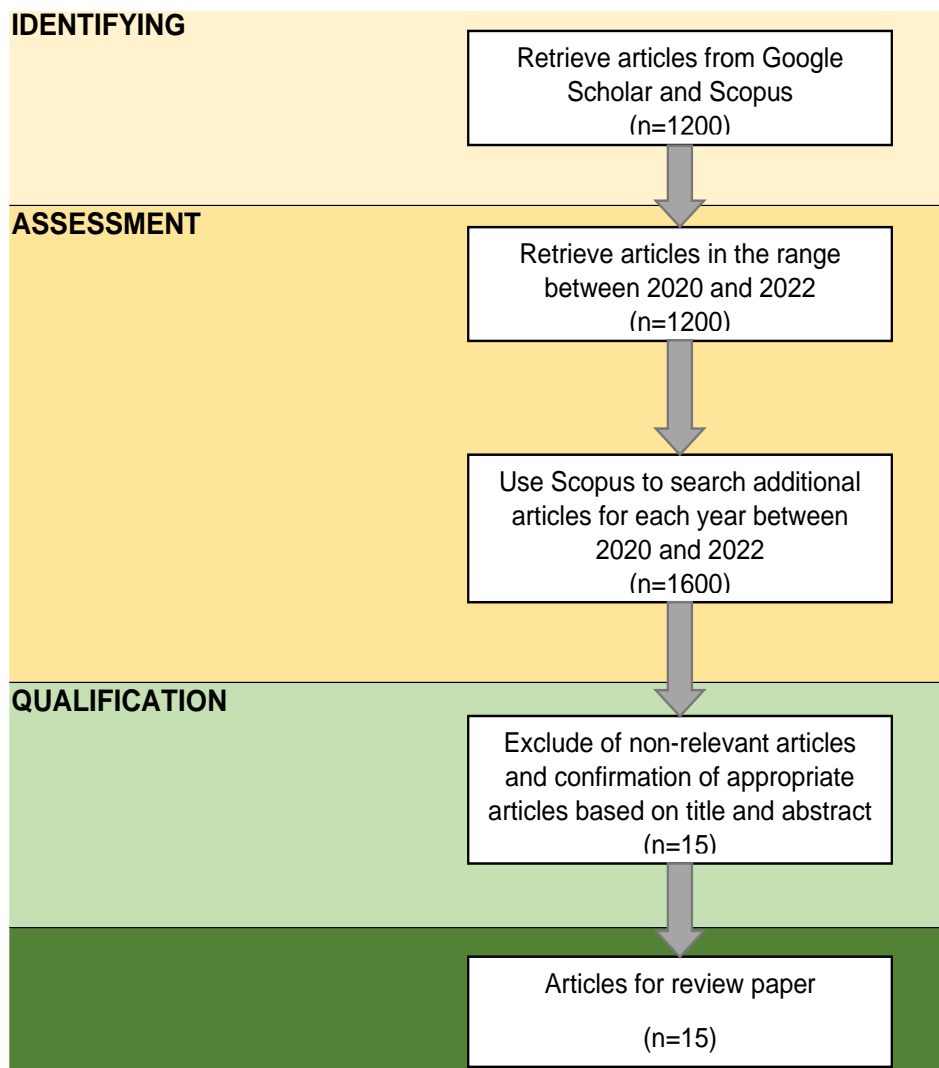 IDENTIFYING
Retrieve articles from Google
Scholar and Scopus
(n=1200)
ASSESSMENT
Retrieve articles in the range
between 2020 and 2022
(n=1200)
Use Scopus to search additional
articles for each year between
2020 and 2022
(n=1600)
QUALIFICATION
Exclude of non-relevant articles
and confirmation of appropriate
articles based on title and abstract
(n=15)
Articles for review paper
(n=15)